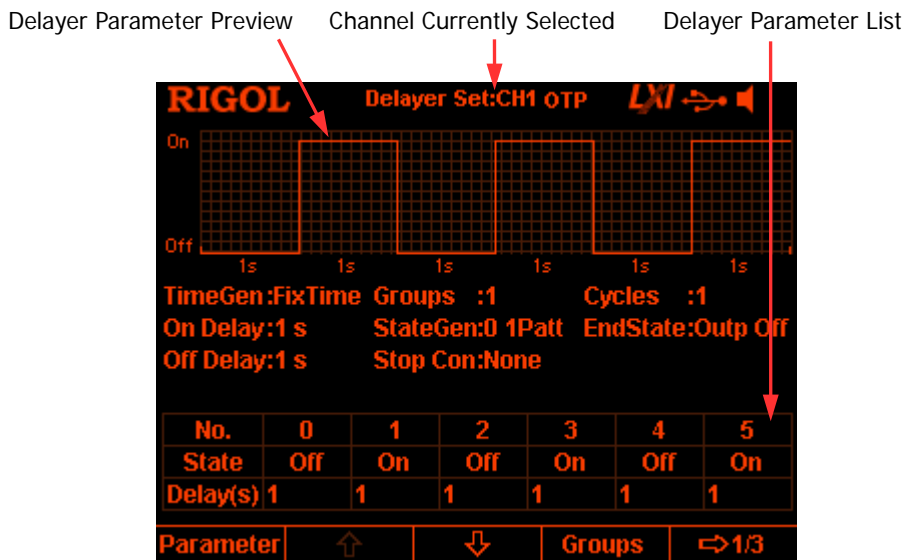 Delayer Parameter Preview Channel Currently Selected Delayer Parameter List
RIGOL Delayer Set:CH1 OTP LXI
On
Off
1s 1s 1s 1s 1s 1s
TimeGen:FixTime Groups :1 Cycles :1
On Delay:1 s StateGen:0 1Patt EndState:Outp Off
Off Delay:1 s Stop Con:None
No. 0 1 2 3 4 5
State Off On Off On Off On
Delay(s) 1 1 1 1 1 1
Parameter Groups 1/3